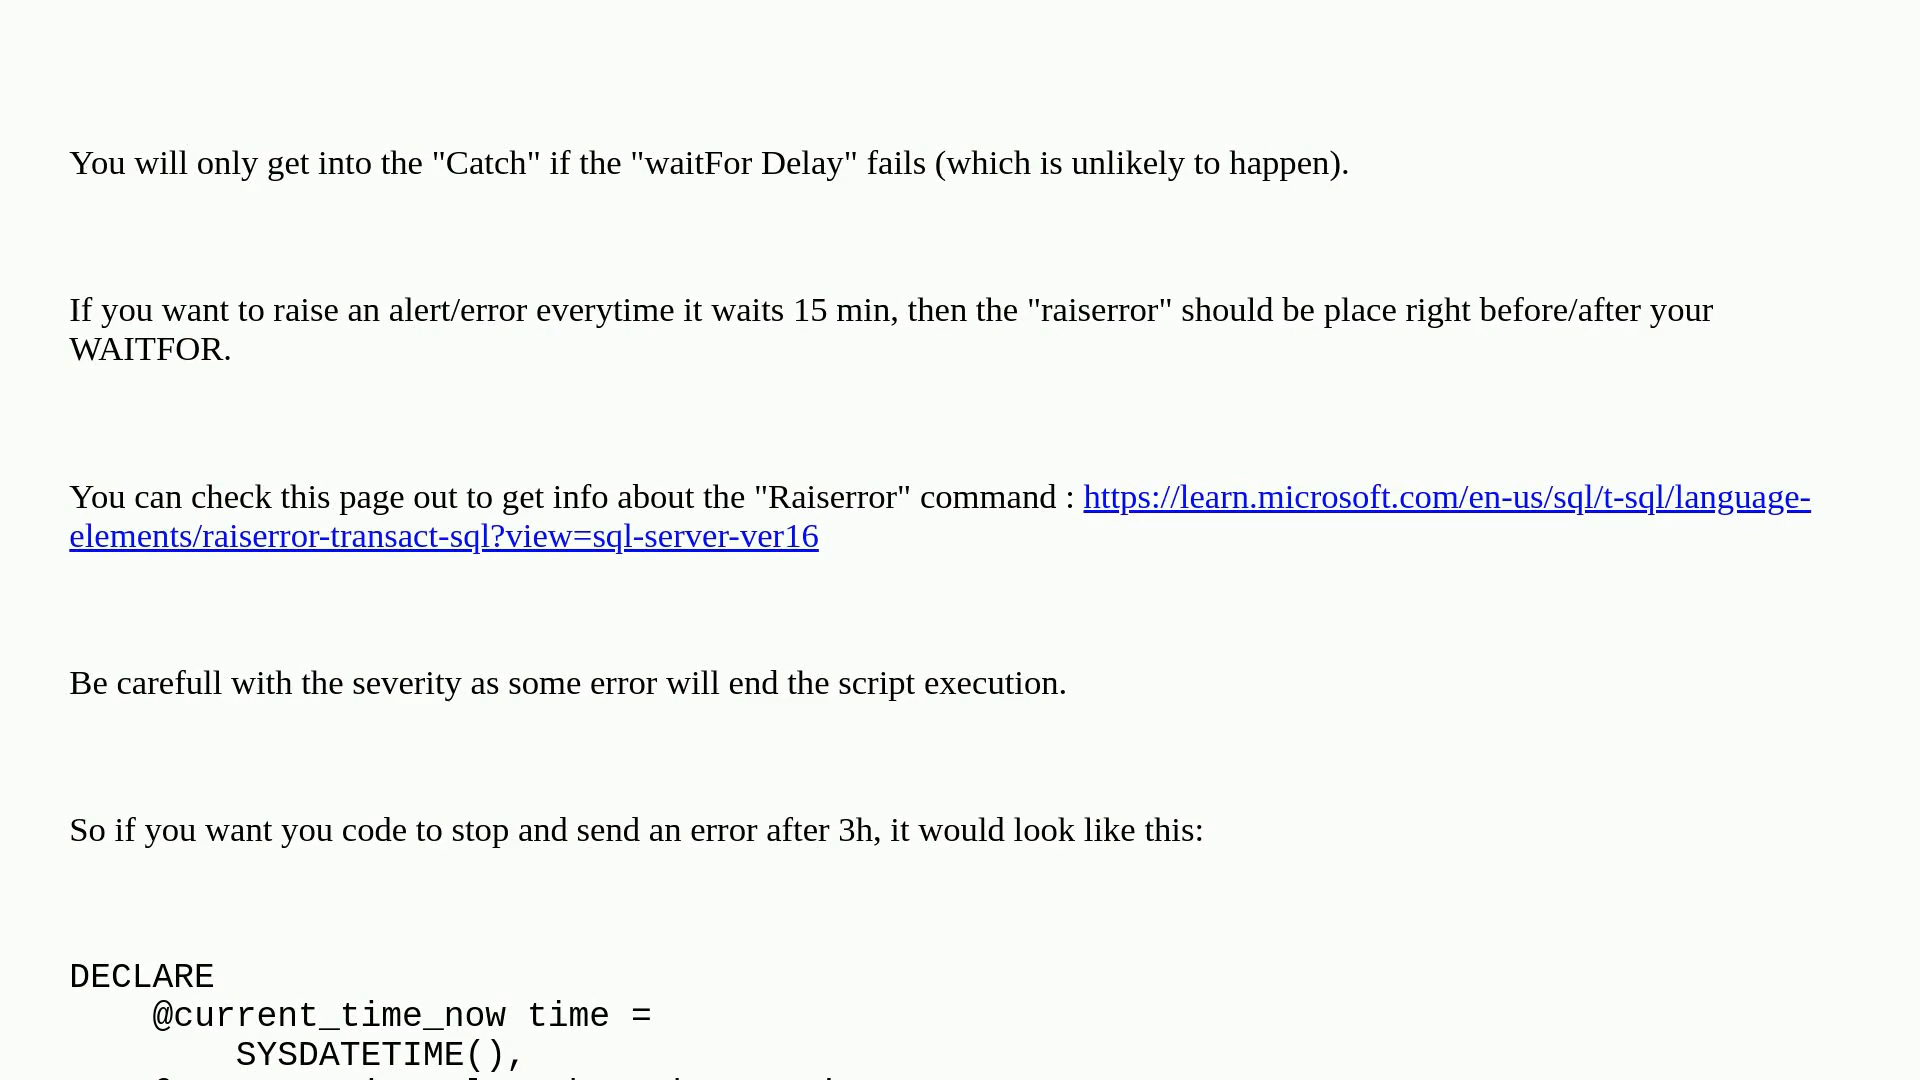 You will only get into the "Catch" if the "waitFor Delay" fails (which is unlikely to happen).
If you want to raise an alert/error everytime it waits 15 min, then the "raiserror" should be place right before/after your
WAITFOR.
You can check this page out to get info about the "Raiserror" command : https://learn.microsoft.com/en-us/sql/t-sql/language-
elements/raiserror-transact-sql?view=sql-server-ver16
Be carefull with the severity as some error will end the script execution.
So if you want you code to stop and send an error after 3h, it would look like this:
DECLARE
    @current_time_now time =
        SYSDATETIME(),